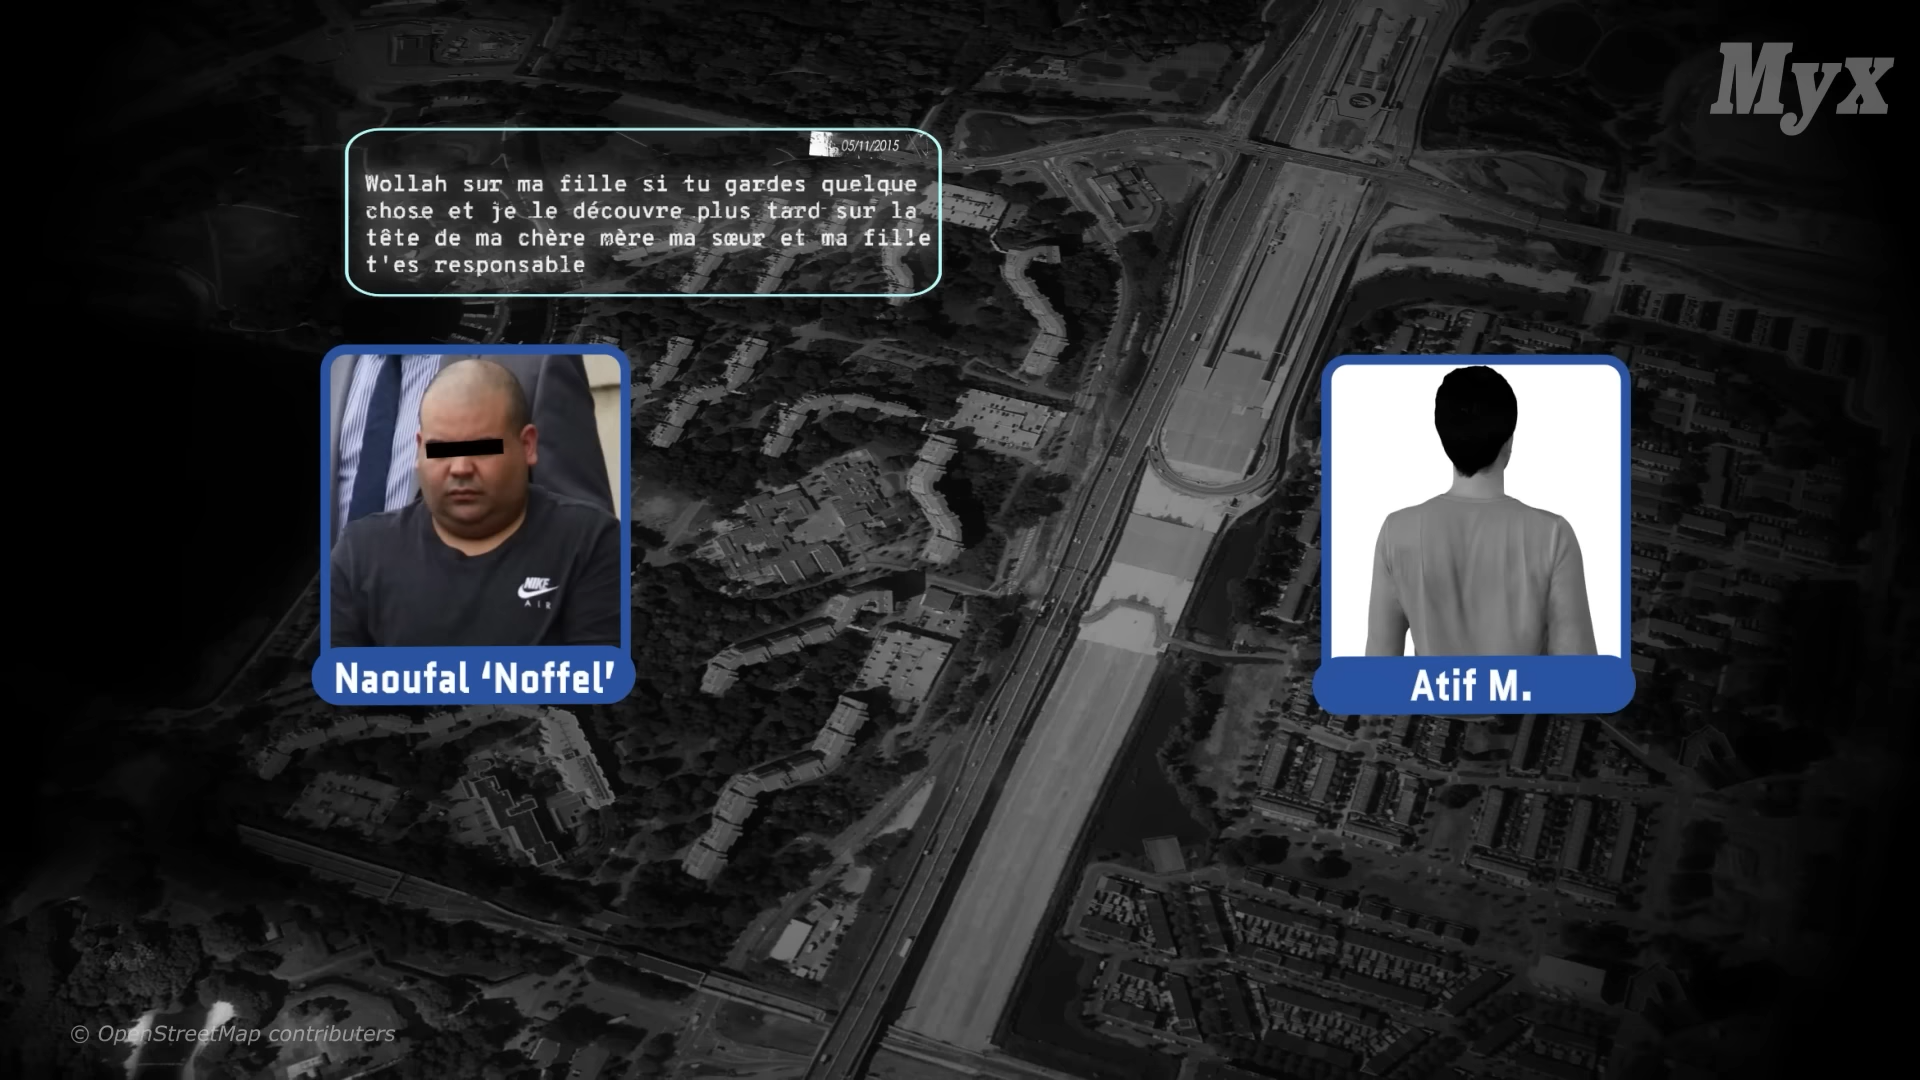 Myx
05/11/2015
Wollah sur ma fille si tu gardes quelque
chose et je le découvre plus tard sur la
tête de ma chère mère ma sœur et ma fille
t'es responsable
NIKE
AIR
Naoufal ‘Noffel’
Atif M.
© OpenStreetMap contributers